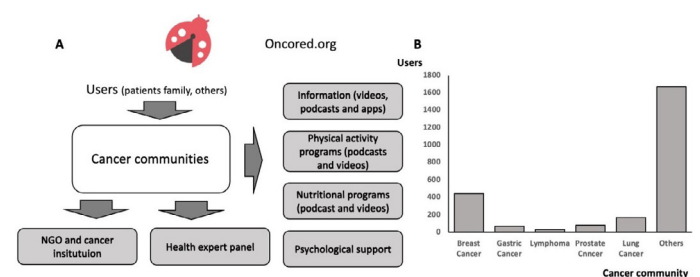 A
Oncored.org
Users (patients family, others)
Cancer communities
NGO and cancer
insitutuion
Health expert panel
Information (videos,
podcasts and apps)
Physical activity
programs (podcasts
and videos)
Nutritional programs
(podcast and videos)
Psychological support
B
Users
1800
1600
1400
1200
1000
800
600
400
200
0
Breast
Cancer
Gastric
Cancer
Lymphoma
Prostate
Cnncer
Lung
Cancer
Others
Cancer community